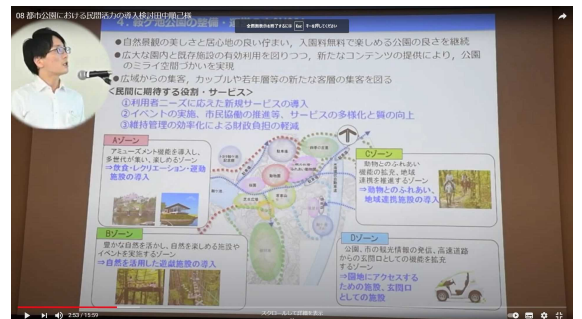 08 都市公園における民間活力の導入検討田中順己様
全画面表示を終了するには Esc キーを押してください
●自然景観の美しさと居心地の良い佇まい，入園料無料で楽しめる公園の良さを継続
●広大な園内と既存施設の有効利用を図りつつ，新たなコンテンツの提供により，公園
のミライ空間づかいを実現
●広域からの集客，カップルや若年層等の新たな客層の集客を図る
<民間に期待する役割・サービス>
①利用者ニーズに応えた新規サービスの導入
②イベントの実施、市民協働の推進等、サービスの多様化と質の向上
③維持管理の効率化による財政負担の軽減
Aゾーン
アミューズメント機能を導入し、
多世代が集い、楽しめるゾーン
⇒飲食・レクリエーション・運動
施設の導入
Bゾーン
豊かな自然を活かし、自然を楽しめる施設や
イベントを実施するゾーン
⇒自然を活用した遊戯施設の導入
Cゾーン
動物とのふれあい
機能の拡充、地域
連携を推進するゾーン
⇒動物とのふれあい、
地域連携施設の導入
Dゾーン
公園、市の観光情報の発信、高速道路
からの玄関口としての機能を拡充
するゾーン
⇒園地にアクセスする
ための施設、玄関口
としての施設
2:53 / 15:59
スクロールして詳細を表示